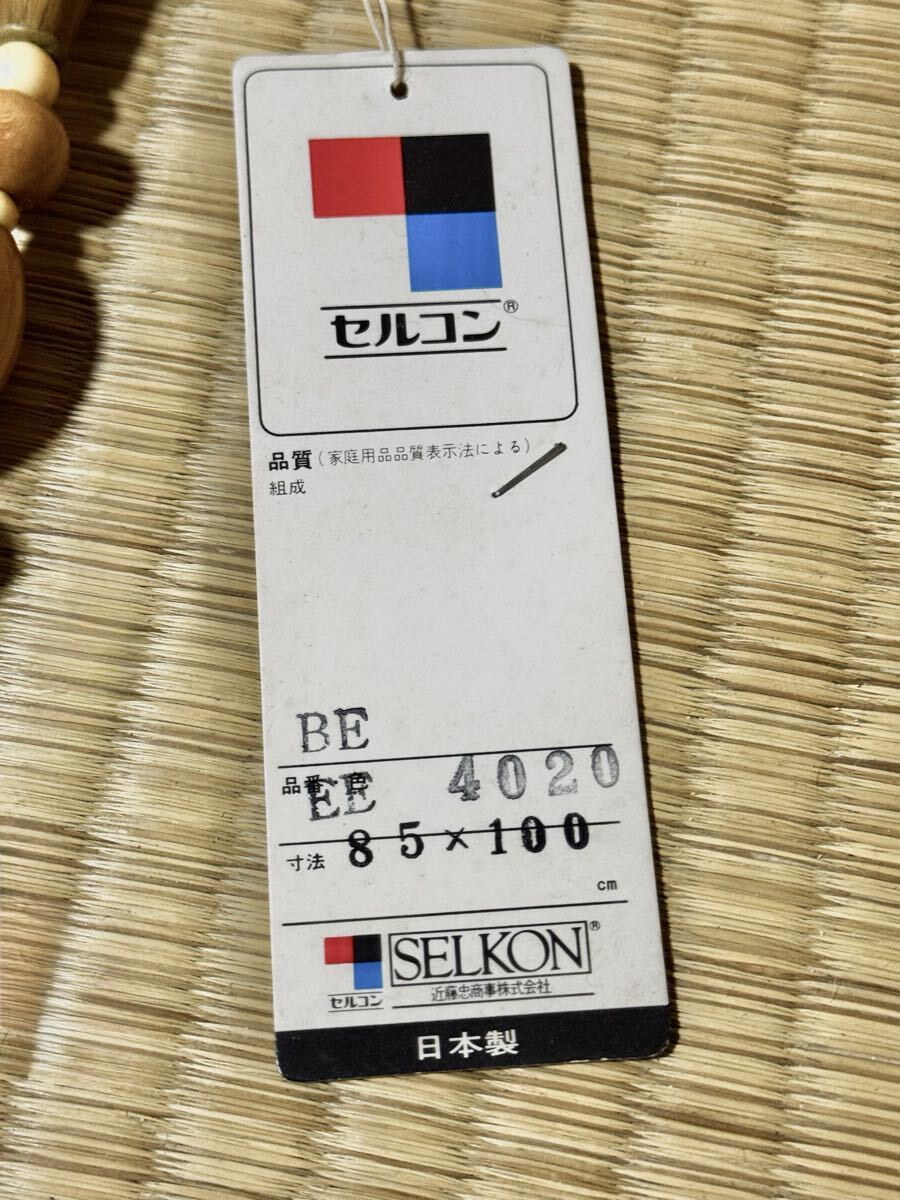 セルコン®
品質(家庭用品品質表示法による)
組成
BE
品番 色 4020
EE
寸法 85×100
cm
SELKON®
セルコン 近藤忠商事株式会社
日本製